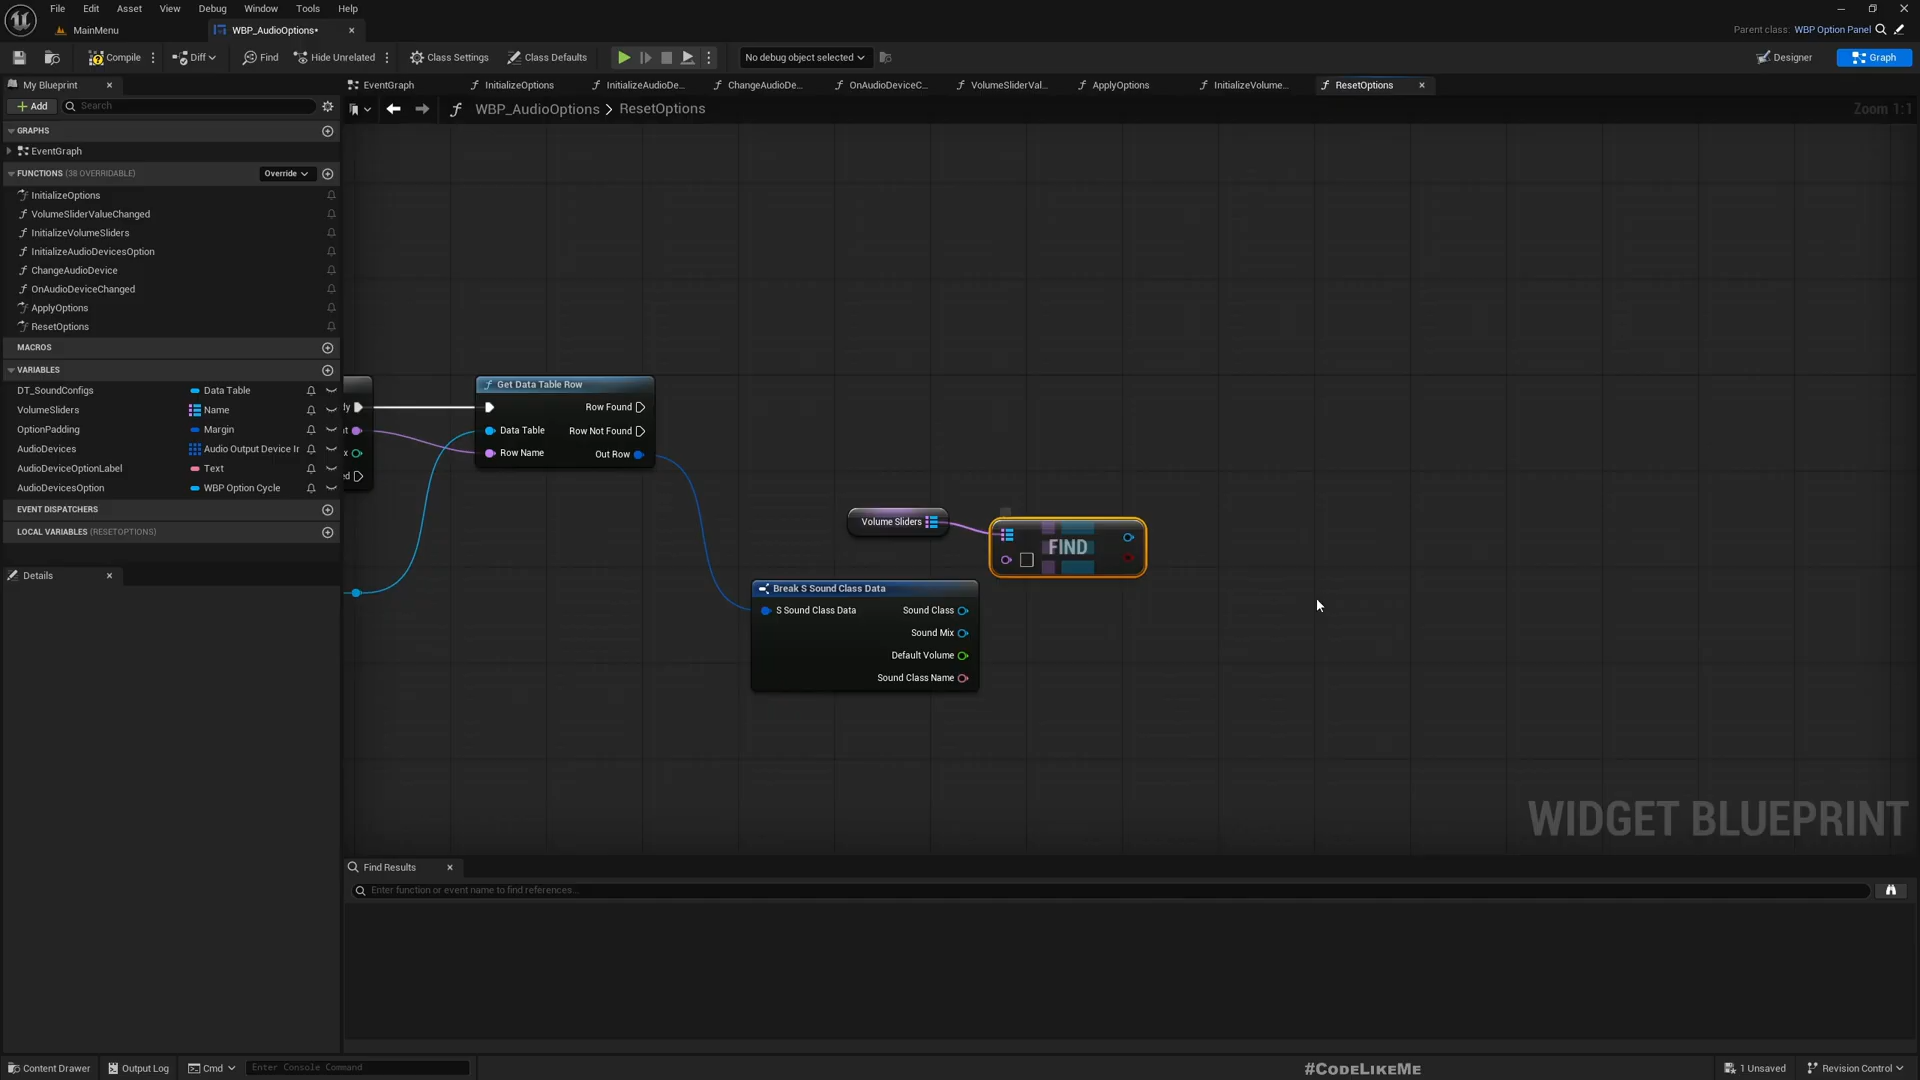 File Edit Asset View Debug Window Tools Help
MainMenu
WBP_AudioOptions•
Parent class: WBP Option Panel
Compile
Diff
Find
Hide Unrelated
Class Settings
Class Defaults
No debug object selected
Designer
Graph
My Blueprint
EventGraph
InitializeOptions
InitializeAudioDe...
ChangeAudioDe...
OnAudioDeviceC...
VolumeSliderVal...
ApplyOptions
InitializeVolume...
ResetOptions
Add
Search
WBP_AudioOptions > ResetOptions
Zoom 1:1
GRAPHS
EventGraph
FUNCTIONS (38 OVERRIDABLE)
Override
InitializeOptions
VolumeSliderValueChanged
InitializeVolumeSliders
InitializeAudioDevicesOption
ChangeAudioDevice
OnAudioDeviceChanged
ApplyOptions
ResetOptions
MACROS
VARIABLES
DT_SoundConfigs Data Table
VolumeSliders Name
OptionPadding Margin
AudioDevices Audio Output Device Ir
AudioDeviceOptionLabel Text
AudioDevicesOption WBP Option Cycle
EVENT DISPATCHERS
LOCAL VARIABLES (RESETOPTIONS)
Details
Get Data Table Row
Row Found
Data Table
Row Not Found
Row Name
Out Row
Volume Sliders
FIND
Break S Sound Class Data
S Sound Class Data
Sound Class
Sound Mix
Default Volume
Sound Class Name
WIDGET BLUEPRINT
Find Results
Enter function or event name to find references...
Content Drawer
Output Log
Cmd
Enter Console Command
#CODELIKEME
1 Unsaved
Revision Control